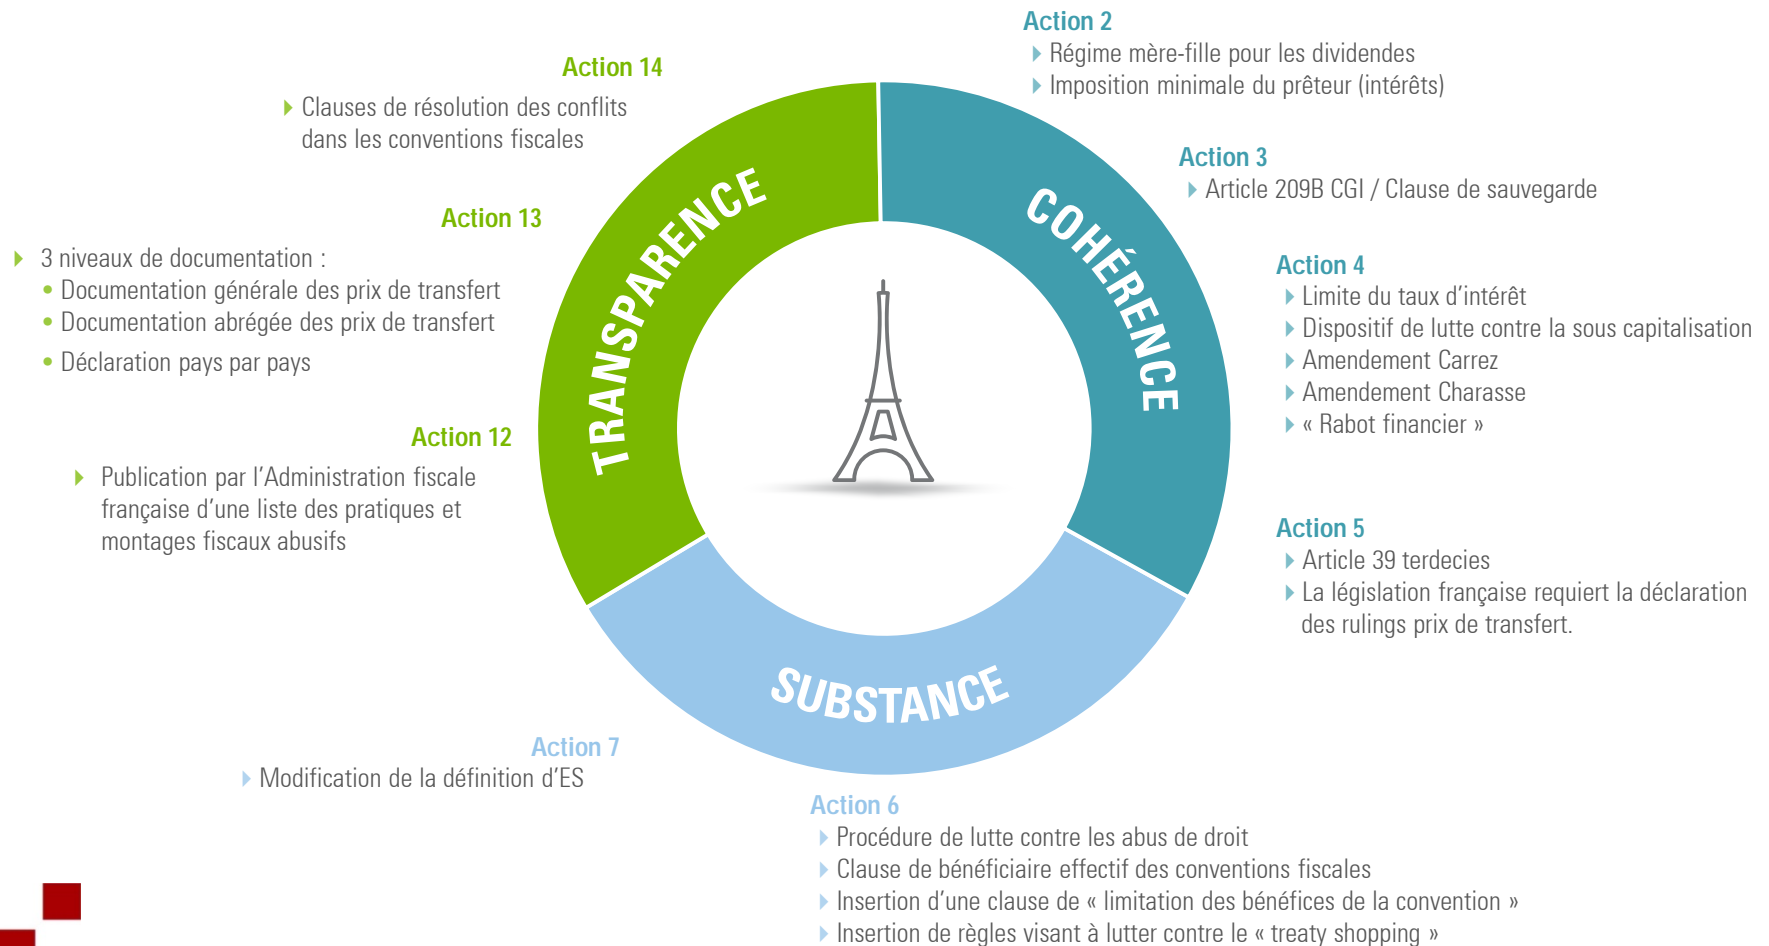 Action 2
Régime mère-fille pour les dividendes
Imposition minimale du prêteur (intérêts)
Action 3
Article 209B CGI / Clause de sauvegarde
Action 4
Limite du taux d’intérêt
Dispositif de lutte contre la sous capitalisation
Amendement Carrez
Amendement Charasse
« Rabot financier »
Action 5
Article 39 terdecies
La législation française requiert la déclaration
des rulings prix de transfert.
Action 6
Procédure de lutte contre les abus de droit
Clause de bénéficiaire effectif des conventions fiscales
Insertion d’une clause de « limitation des bénéfices de la convention »
Insertion de règles visant à lutter contre le « treaty shopping »
Action 7
Modification de la définition d’ES
Action 12
Publication par l’Administration fiscale
française d’une liste des pratiques et
montages fiscaux abusifs
Action 13
3 niveaux de documentation :
• Documentation générale des prix de transfert
• Documentation abrégée des prix de transfert
• Déclaration pays par pays
Action 14
Clauses de résolution des conflits
dans les conventions fiscales
TRANSPARENCE
COHÉRENCE
SUBSTANCE